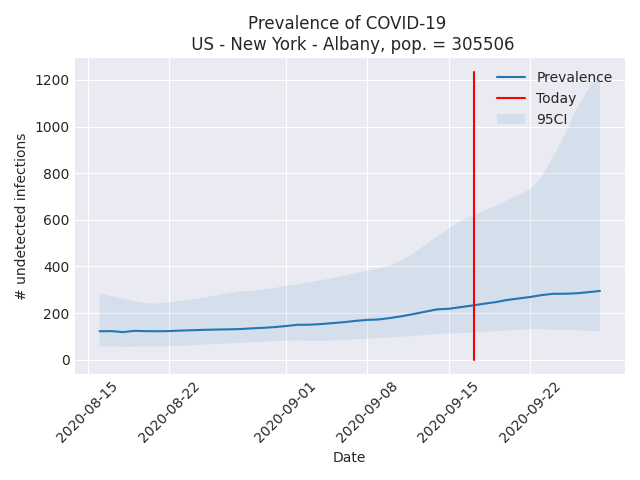 Prevalence of COVID-19
US - New York - Albany, pop. = 305506
Prevalence
Today
95CI
1200
1000
800
600
400
200
0
# undetected infections
2020-08-15
2020-08-22
2020-09-01
2020-09-08
2020-09-15
2020-09-22
Date